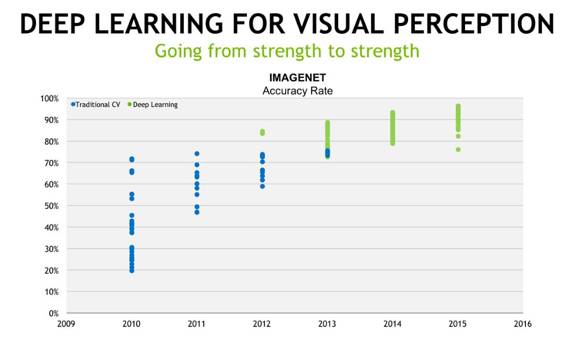 DEEP LEARNING FOR VISUAL PERCEPTION
Going from strength to strength
IMAGENET
Accuracy Rate
Traditional CV Deep Learning
100%
90%
80%
70%
60%
50%
40%
30%
20%
10%
0%
2009 2010 2011 2012 2013 2014 2015 2016